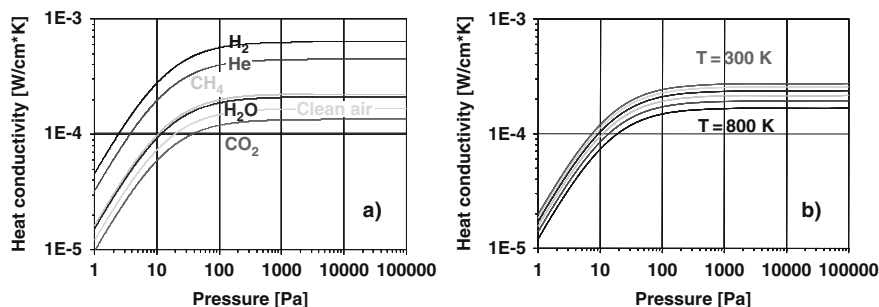 Heat conductivity [W/cm*K]
1E-3
1E-4
1E-5
H2
He
CH4
H2O
Clean air
CO2
a)
1 10 100 1000 10000 100000
Pressure [Pa]
Heat conductivity [W/cm*K]
1E-3
1E-4
1E-5
T = 300 K
T = 800 K
b)
1 10 100 1000 10000 100000
Pressure [Pa]